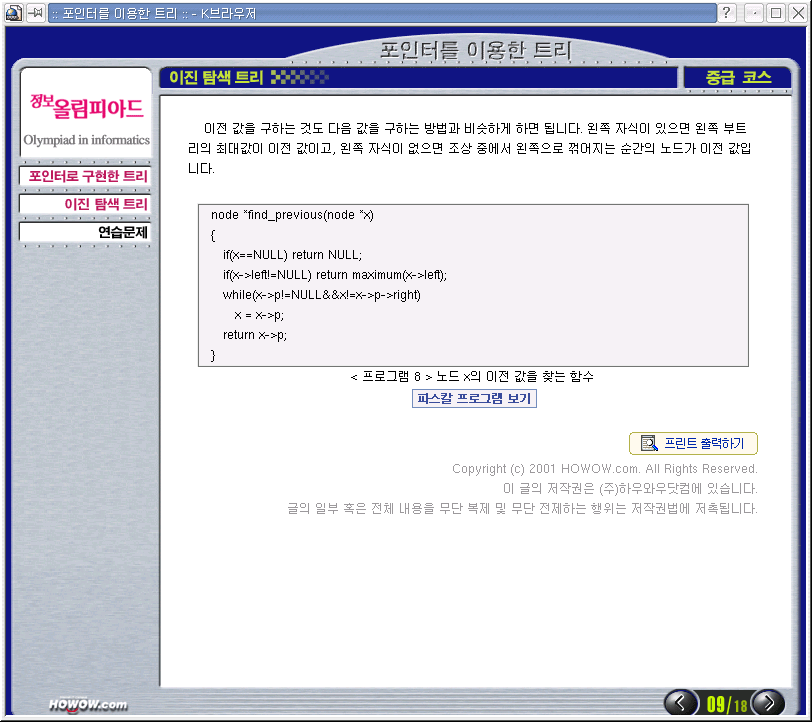 :: 포인터를 이용한 트리 :: - K브라우저
포인터를 이용한 트리
이진 탐색 트리
중급 코스
정보올림피아드
Olympiad in informatics
포인터로 구현한 트리
이진 탐색 트리
연습문제
이전 값을 구하는 것도 다음 값을 구하는 방법과 비슷하게 하면 됩니다. 왼쪽 자식이 있으면 왼쪽 부트
리의 최대값이 이전 값이고, 왼쪽 자식이 없으면 조상 중에서 왼쪽으로 꺾어지는 순간의 노드가 이전 값입
니다.
node *find_previous(node *x)
{
if(x==NULL) return NULL;
if(x->left!=NULL) return maximum(x->left);
while(x->p!=NULL&&x!=x->p->right)
x = x->p;
return x->p;
}
< 프로그램 8 > 노드 x의 이전 값을 찾는 함수
파스칼 프로그램 보기
프린트 출력하기
Copyright (c) 2001 HOWOW.com. All Rights Reserved.
이 글의 저작권은 (주)하우와우닷컴에 있습니다.
글의 일부 혹은 전체 내용을 무단 복제 및 무단 전제하는 행위는 저작권법에 저촉됩니다.
HOWOW.com
09/18